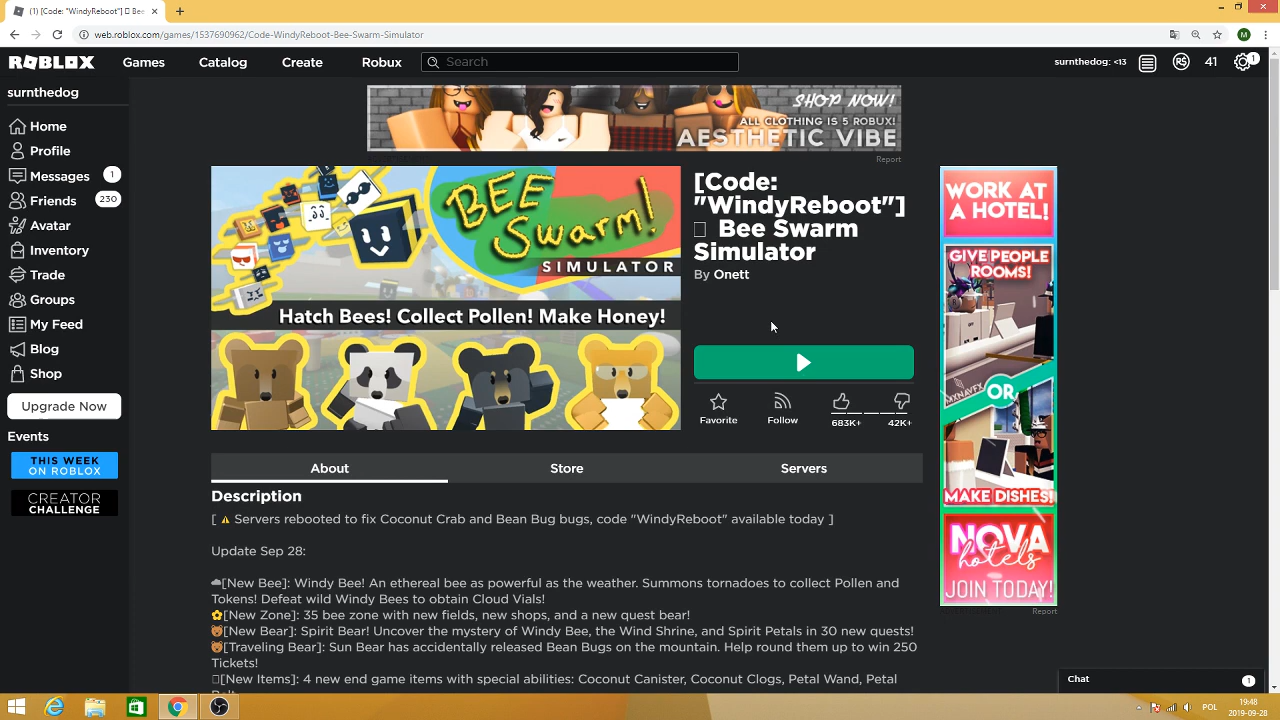 (1) [Code: "WindyReboot"] Bee
web.roblox.com/games/1537690962/Code-WindyReboot-Bee-Swarm-Simulator
M
ROBLOX
Games
Catalog
Create
Robux
Search
surnthedog: <13
41
1
surnthedog
Home
Profile
Messages
1
Friends
230
Avatar
Inventory
Trade
Groups
My Feed
Blog
Shop
Upgrade Now
Events
THIS WEEK
ON ROBLOX
CREATOR
CHALLENGE
SHOP NOW!
ALL CLOTHING IS 5 ROBUX!
AESTHETIC VIBE
Report
BEE
Swarm!
SIMULATOR
Hatch Bees! Collect Pollen! Make Honey!
[Code:
"WindyReboot"]
Bee Swarm
Simulator
By Onett
Favorite
Follow
683K+
42K+
About
Store
Servers
Description
[ ⚠ Servers rebooted to fix Coconut Crab and Bean Bug bugs, code "WindyReboot" available today ]
Update Sep 28:
[New Bee]: Windy Bee! An ethereal bee as powerful as the weather. Summons tornadoes to collect Pollen and
Tokens! Defeat wild Windy Bees to obtain Cloud Vials!
[New Zone]: 35 bee zone with new fields, new shops, and a new quest bear!
[New Bear]: Spirit Bear! Uncover the mystery of Windy Bee, the Wind Shrine, and Spirit Petals in 30 new quests!
[Traveling Bear]: Sun Bear has accidentally released Bean Bugs on the mountain. Help round them up to win 250
Tickets!
[New Items]: 4 new end game items with special abilities: Coconut Canister, Coconut Clogs, Petal Wand, Petal
WORK AT
A HOTEL!
GIVE PEOPLE
ROOMS!
OR
MAKE DISHES!
NOVA
hotels
JOIN TODAY!
Report
Chat
1
POL
19:48
2019-09-28